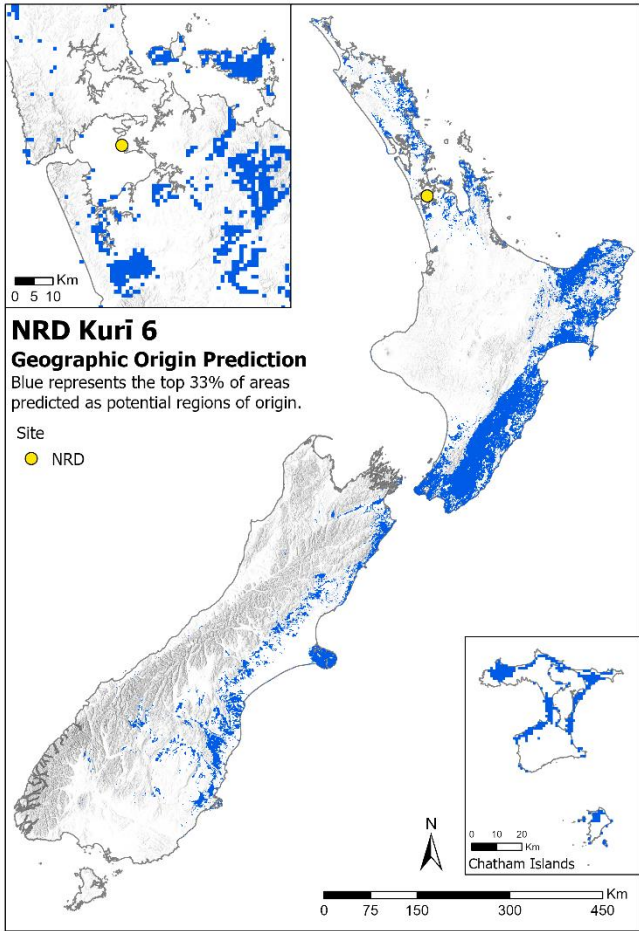 Km
0 5 10
NRD Kurī 6
Geographic Origin Prediction
Blue represents the top 33% of areas
predicted as potential regions of origin.
Site
NRD
N
0 10 20
Km
Chatham Islands
Km
0 75 150 300 450